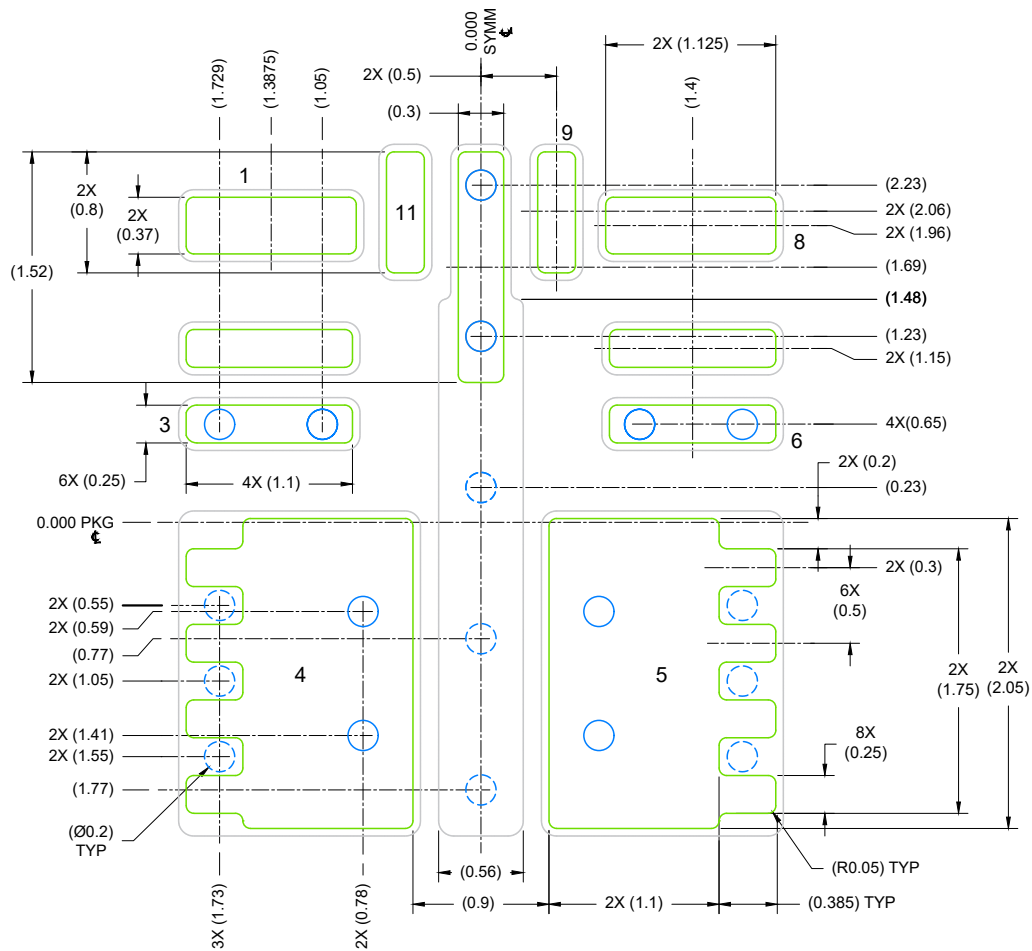 0.000
SYMM
℄
2X (0.5)
2X (1.125)
(0.3)
(1.729)
(1.3875)
(1.05)
(1.4)
9
1
11
8
2X
(0.8)
2X
(0.37)
(1.52)
(2.23)
2X (2.06)
2X (1.96)
(1.69)
(1.48)
(1.23)
2X (1.15)
3
6
4X(0.65)
6X (0.25)
4X (1.1)
2X (0.2)
(0.23)
0.000 PKG
℄
2X (0.3)
6X
(0.5)
2X (0.55)
2X (0.59)
(0.77)
4
5
2X (1.05)
2X
(1.75)
2X
(2.05)
2X (1.41)
2X (1.55)
8X
(0.25)
(1.77)
(Ø0.2)
TYP
(R0.05) TYP
(0.56)
(0.9)
2X (1.1)
(0.385) TYP
3X (1.73)
2X (0.78)